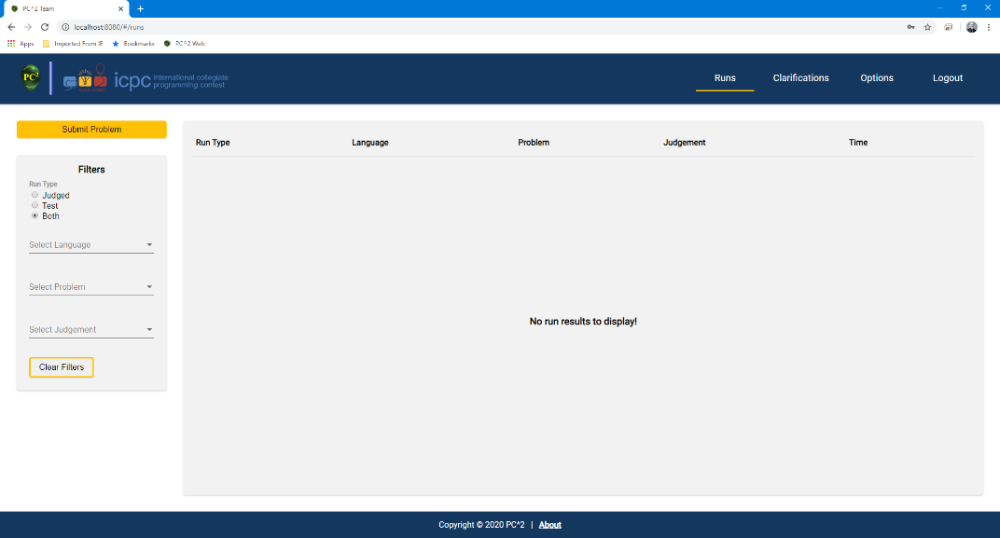 PC^2 Team
localhost:8080/#/runs
Apps Imported From IE Bookmarks PC^2 Web
PC² icpc international collegiate
programming contest
Runs Clarifications Options Logout
Submit Problem
Filters
Run Type
Judged
Test
Both
Select Language
Select Problem
Select Judgement
Clear Filters
Run Type Language Problem Judgement Time
No run results to display!
Copyright © 2020 PC^2 | About